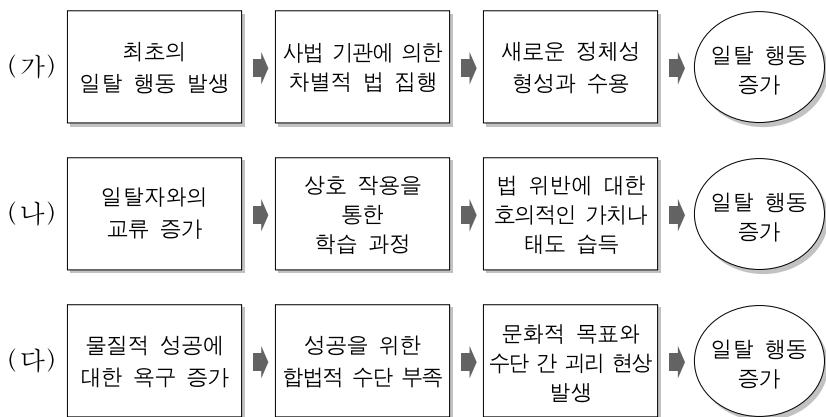 (가)
최초의
일탈 행동 발생
사법 기관에 의한
차별적 법 집행
새로운 정체성
형성과 수용
일탈 행동
증가
(나)
일탈자와의
교류 증가
상호 작용을
통한
학습 과정
법 위반에 대한
호의적인 가치나
태도 습득
일탈 행동
증가
(다)
물질적 성공에
대한 욕구 증가
성공을 위한
합법적 수단 부족
문화적 목표와
수단 간 괴리 현상
발생
일탈 행동
증가